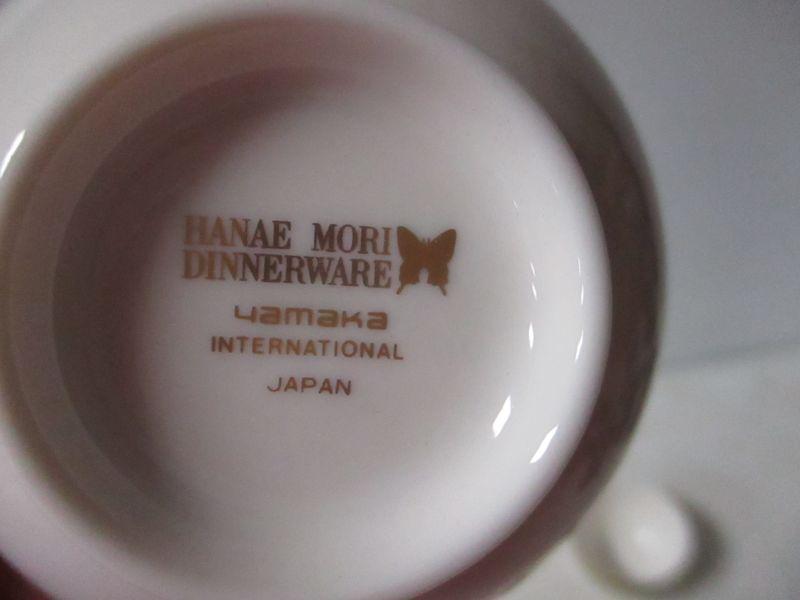 HANAE MORI
DINNERWARE
yamaka
INTERNATIONAL
JAPAN